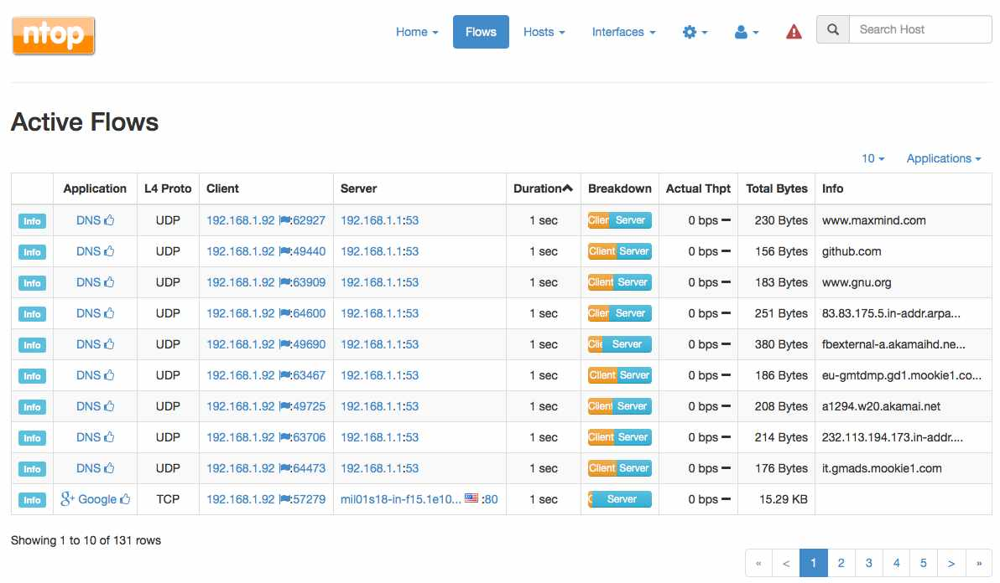 ntop
Home Flows Hosts Interfaces Search Host
Active Flows
10 Applications
Application L4 Proto Client Server Duration Breakdown Actual Thpt Total Bytes Info
Info DNS UDP 192.168.1.92 :62927 192.168.1.1:53 1 sec Clien Server 0 bps 230 Bytes www.maxmind.com
Info DNS UDP 192.168.1.92 :49440 192.168.1.1:53 1 sec Client Server 0 bps 156 Bytes github.com
Info DNS UDP 192.168.1.92 :63909 192.168.1.1:53 1 sec Client Server 0 bps 183 Bytes www.gnu.org
Info DNS UDP 192.168.1.92 :64600 192.168.1.1:53 1 sec Clien Server 0 bps 251 Bytes 83.83.175.5.in-addr.arpa...
Info DNS UDP 192.168.1.92 :49690 192.168.1.1:53 1 sec Clie Server 0 bps 380 Bytes fbexternal-a.akamaihd.ne...
Info DNS UDP 192.168.1.92 :63467 192.168.1.1:53 1 sec Client Server 0 bps 186 Bytes eu-gmtdmp.gd1.mookie1.co...
Info DNS UDP 192.168.1.92 :49725 192.168.1.1:53 1 sec Client Server 0 bps 208 Bytes a1294.w20.akamai.net
Info DNS UDP 192.168.1.92 :63706 192.168.1.1:53 1 sec Client Server 0 bps 214 Bytes 232.113.194.173.in-addr....
Info DNS UDP 192.168.1.92 :64473 192.168.1.1:53 1 sec Client Server 0 bps 176 Bytes it.gmads.mookie1.com
Info g+ Google TCP 192.168.1.92 :57279 mil01s18-in-f15.1e10... :80 1 sec C Server 0 bps 15.29 KB
Showing 1 to 10 of 131 rows
« < 1 2 3 4 5 > »